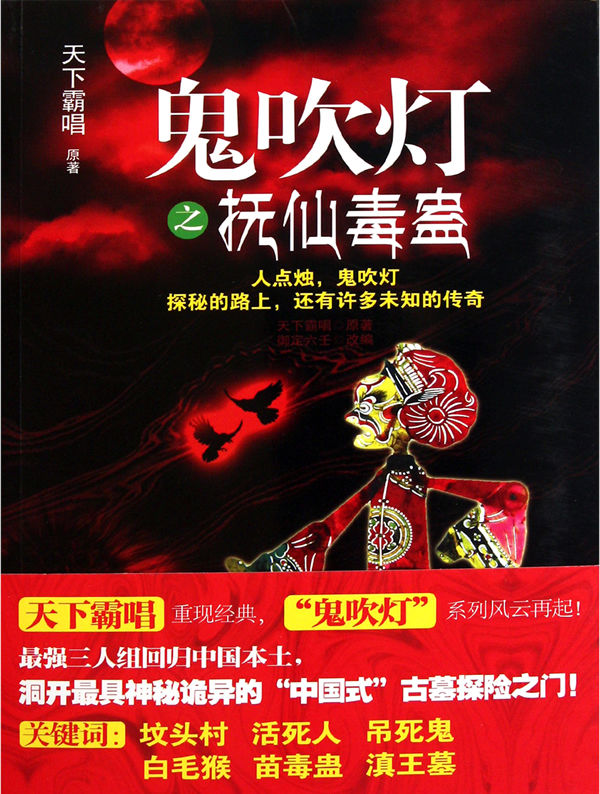 天下霸唱 原著
鬼吹灯
之 抚仙毒蛊
人点烛，鬼吹灯
探秘的路上，还有许多未知的传奇
天下霸唱◎原著
御定六壬◎改编
天下霸唱 重现经典，“鬼吹灯”系列风云再起！
最强三人组回归中国本土，
洞开最具神秘诡异的“中国式”古墓探险之门！
关键词：坟头村 活死人 吊死鬼
白毛猴 苗毒蛊 滇王墓